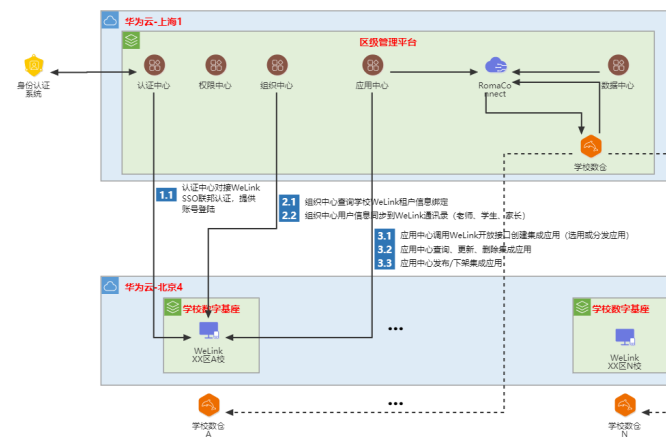 华为云-上海1
区级管理平台
身份认证
系统
认证中心
权限中心
组织中心
应用中心
RomaCo
nnect
数据中心
学校数仓
1.1 认证中心对接WeLink
SSO联邦认证，提供
账号登陆
2.1 组织中心查询学校WeLink租户信息绑定
2.2 组织中心用户信息同步到WeLink通讯录（老师、学生、家长）
3.1 应用中心调用WeLink开放接口创建集成应用（选用或分发应用）
3.2 应用中心查询、更新、删除集成应用
3.3 应用中心发布/下架集成应用
华为云-北京4
学校数字基座
WeLink
XX区A校
...
学校数字基座
WeLink
XX区N校
学校数仓
A
...
学校数仓
N